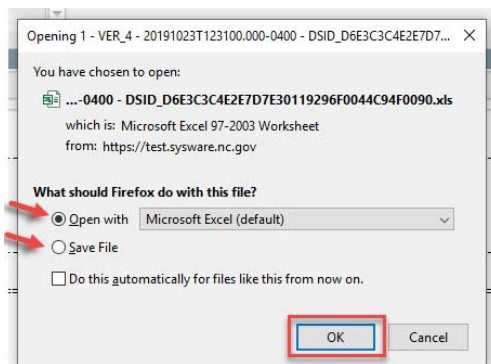 Opening 1 - VER_4 - 20191023T123100.000-0400 - DSID_D6E3C3C4E2E7D7...
You have chosen to open:
...-0400 - DSID_D6E3C3C4E2E7D7E30119296F0044C94F0090.xls
which is: Microsoft Excel 97-2003 Worksheet
from: https://test.sysware.nc.gov
What should Firefox do with this file?
Open with Microsoft Excel (default)
Save File
Do this automatically for files like this from now on.
OK Cancel